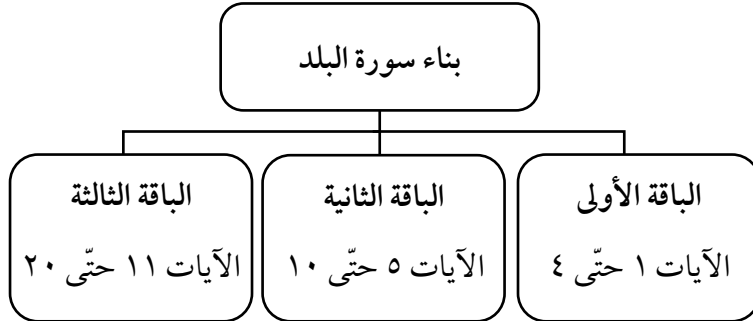 بناء سورة البلد
الباقة الأولى
الآيات ١ حتّى ٤
الباقة الثانية
الآيات ٥ حتّى ١٠
الباقة الثالثة
الآيات ١١ حتّى ٢٠